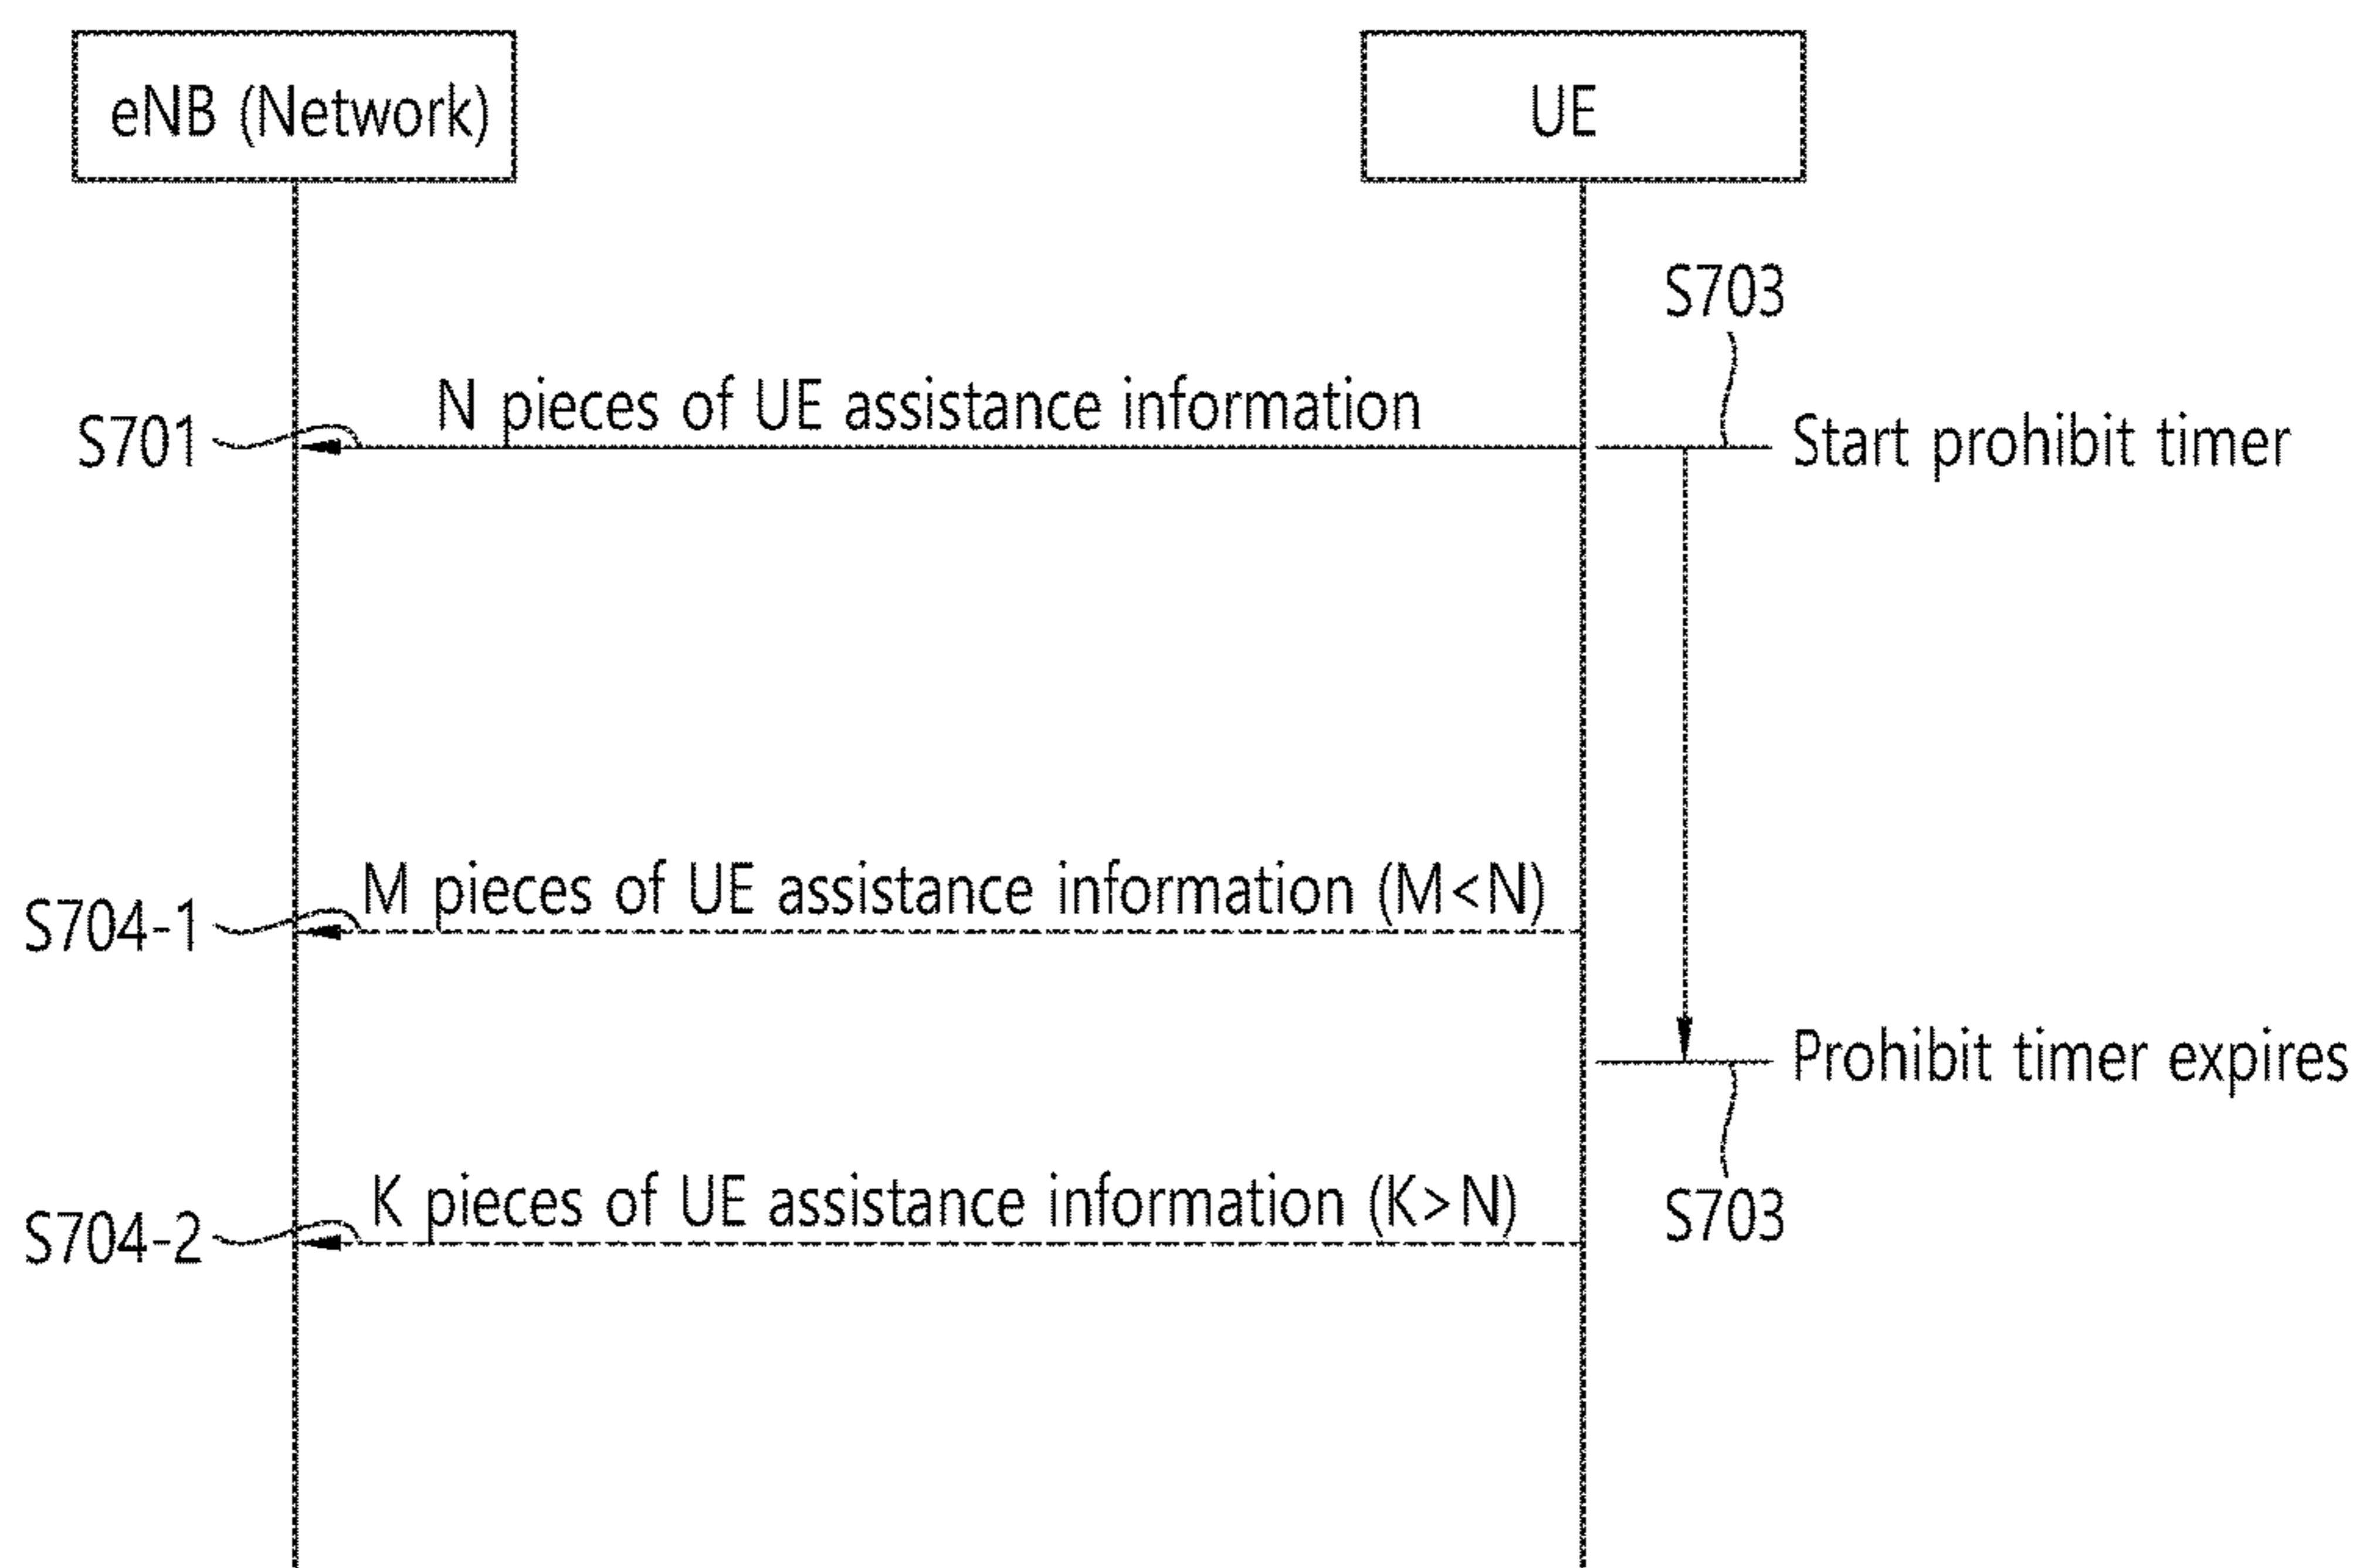 eNB (Network)
UE
S703
N pieces of UE assistance information
S701
Start prohibit timer
M pieces of UE assistance information (M<N)
S704-1
Prohibit timer expires
K pieces of UE assistance information (K>N)
S703
S704-2